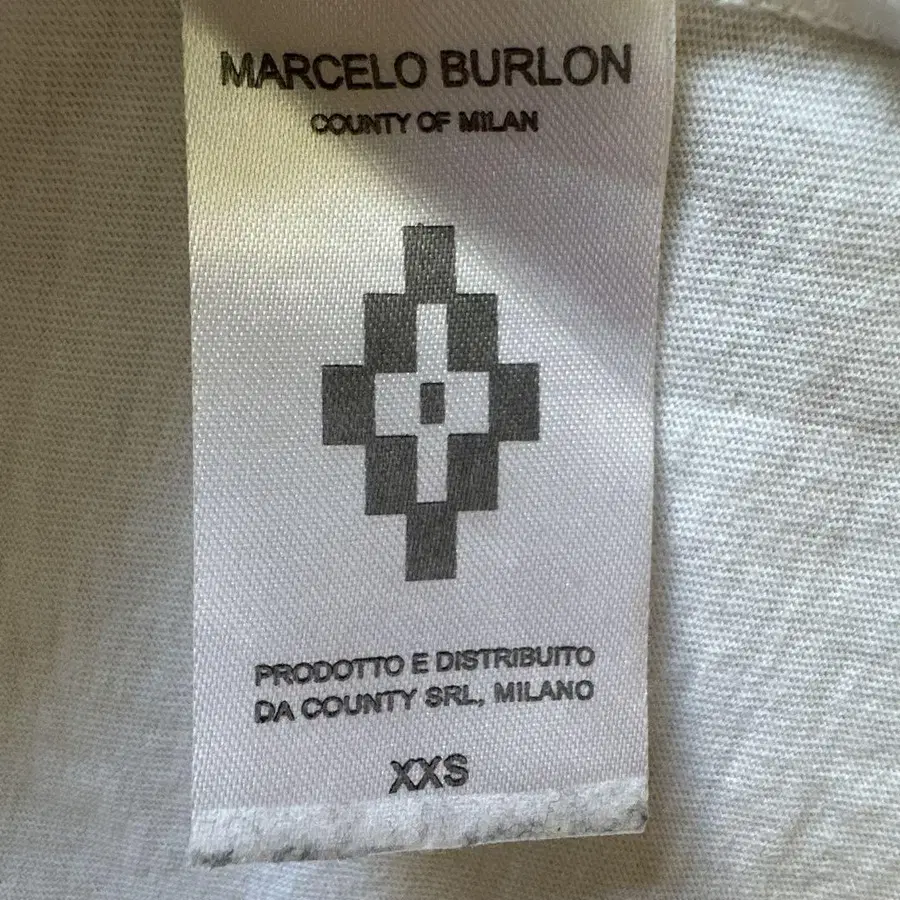 MARCELO BURLON
COUNTY OF MILAN
PRODOTTO E DISTRIBUITO
DA COUNTY SRL, MILANO
XXS